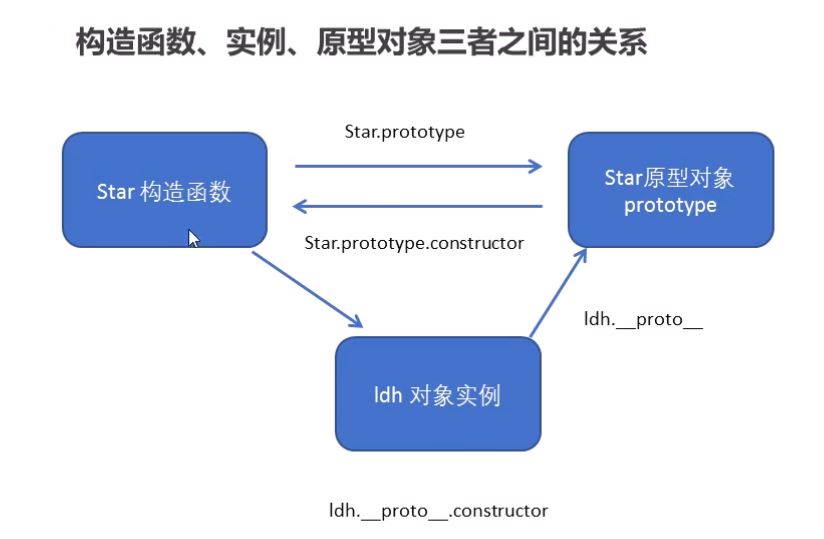 构造函数、实例、原型对象三者之间的关系
Star.prototype
Star 构造函数
Star原型对象
prototype
Star.prototype.constructor
ldh.__proto__
ldh 对象实例
ldh.__proto__.constructor